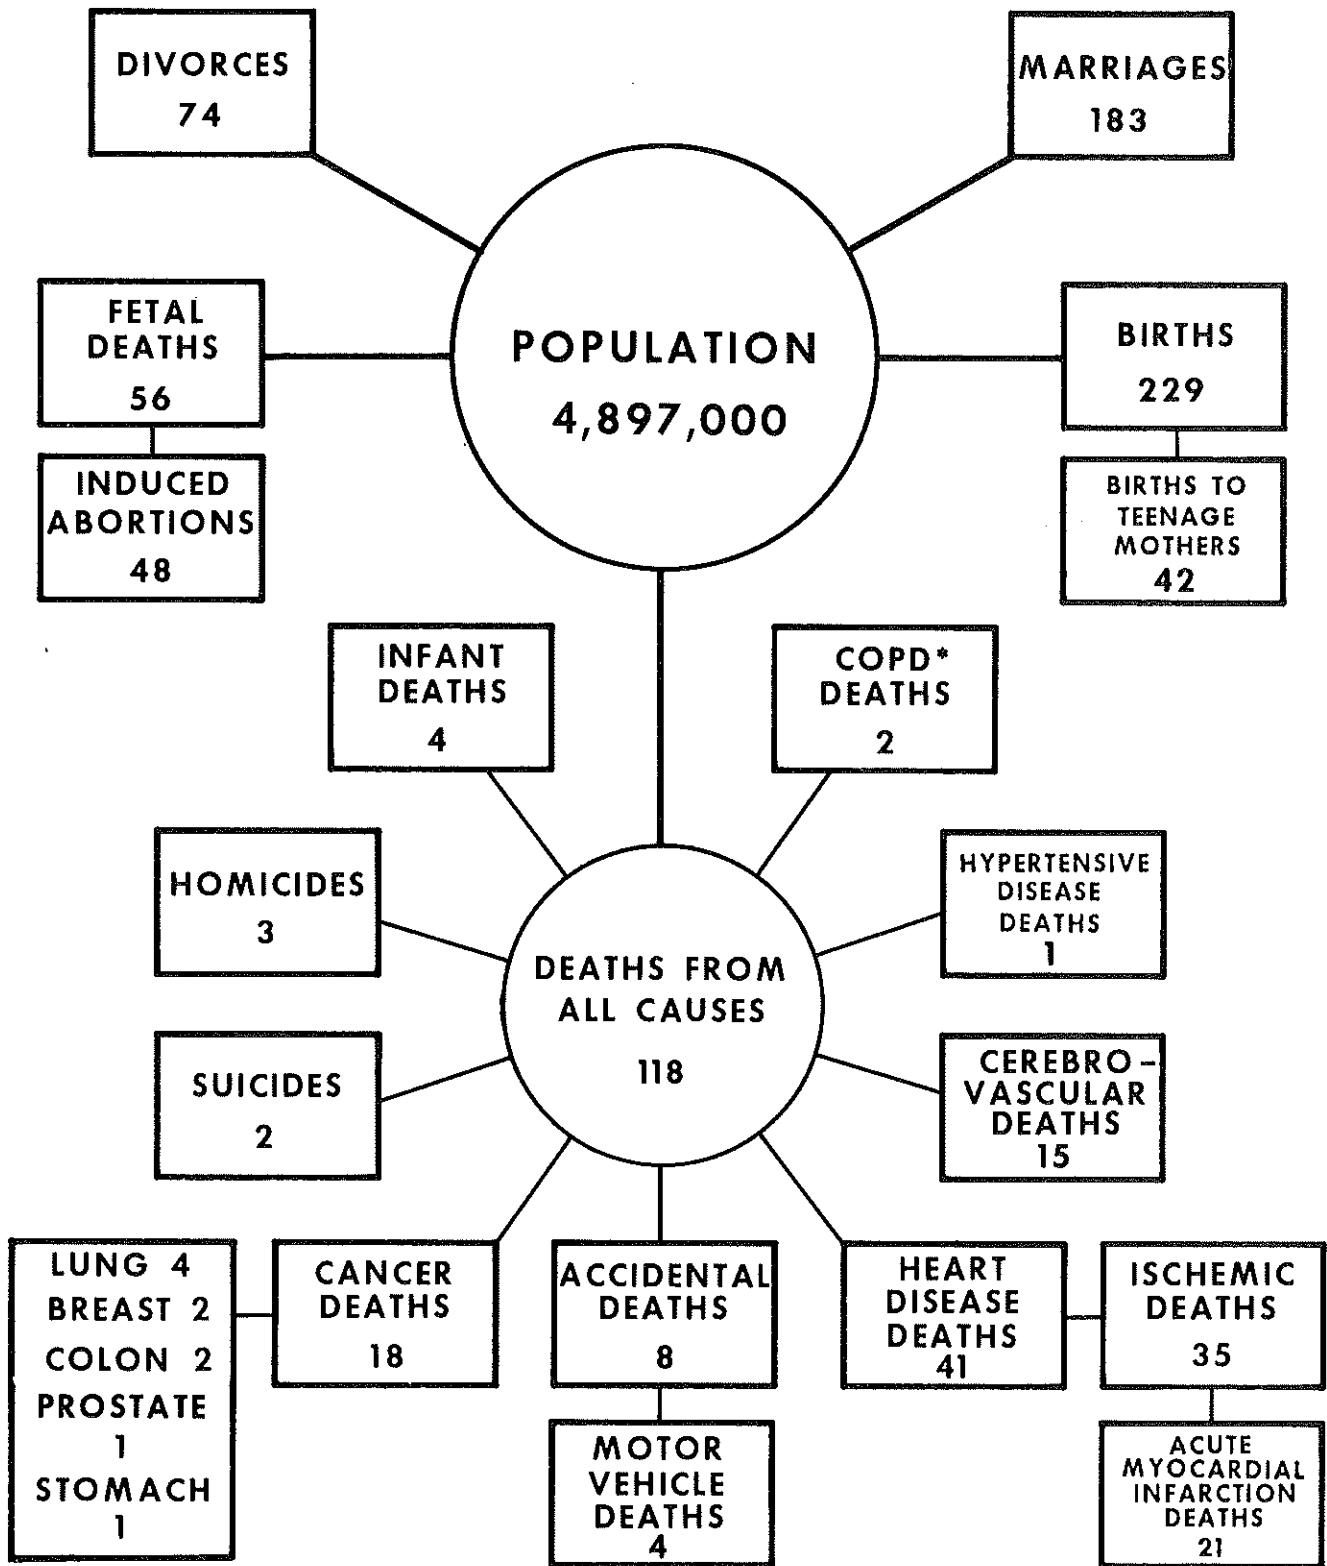 DIVORCES
74
MARRIAGES
183
FETAL
DEATHS
56
POPULATION
4,897,000
BIRTHS
229
INDUCED
ABORTIONS
48
BIRTHS TO
TEENAGE
MOTHERS
42
INFANT
DEATHS
4
COPD*
DEATHS
2
HOMICIDES
3
HYPERTENSIVE
DISEASE
DEATHS
1
DEATHS FROM
ALL CAUSES
118
SUICIDES
2
CEREBRO-
VASCULAR
DEATHS
15
LUNG 4
BREAST 2
COLON 2
PROSTATE
1
STOMACH
1
CANCER
DEATHS
18
ACCIDENTAL
DEATHS
8
HEART
DISEASE
DEATHS
41
ISCHEMIC
DEATHS
35
MOTOR
VEHICLE
DEATHS
4
ACUTE
MYOCARDIAL
INFARCTION
DEATHS
21